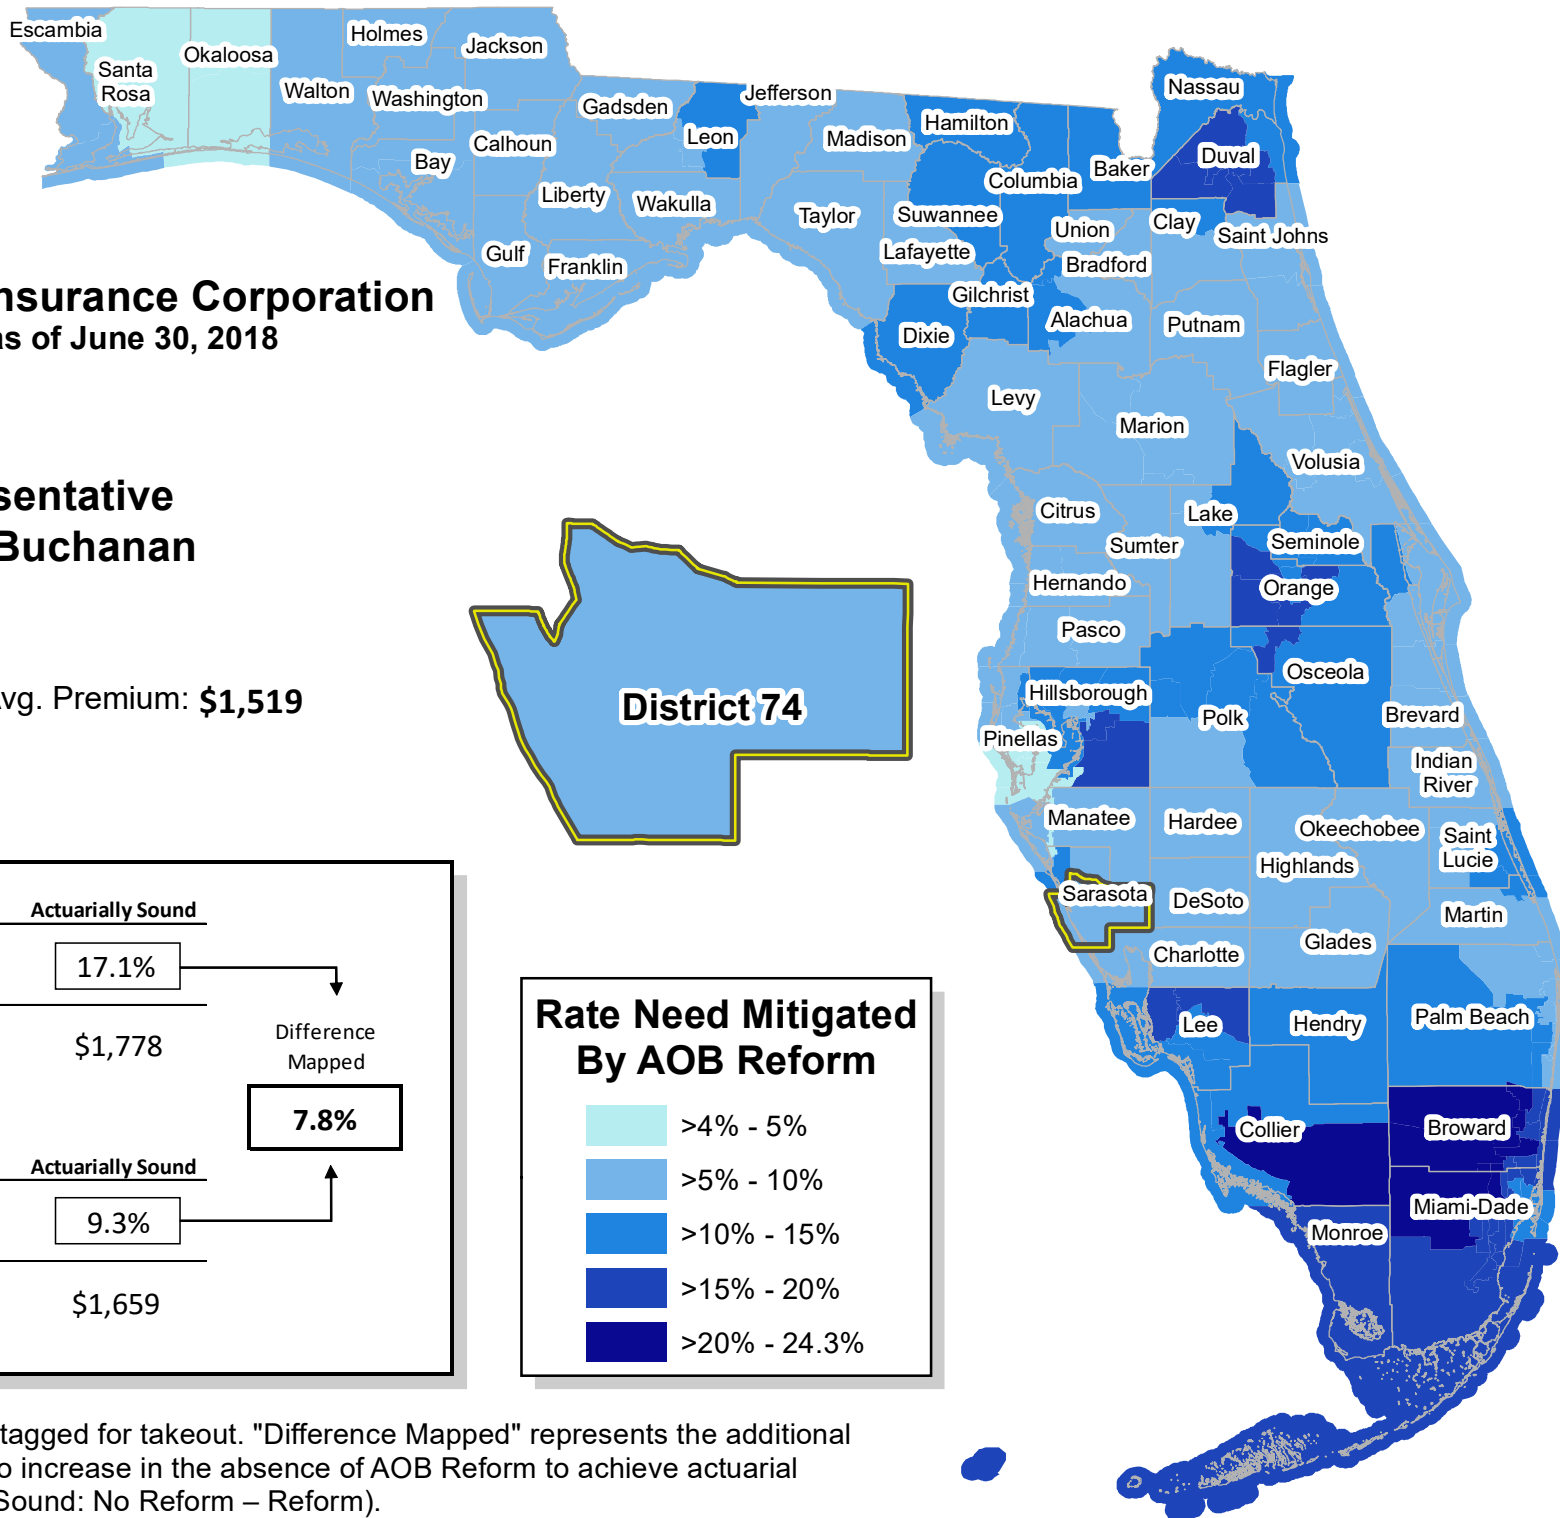 Escambia
Santa
Rosa
Okaloosa
Holmes
Jackson
Walton
Washington
Calhoun
Bay
Gadsden
Liberty
Gulf
Franklin
Leon
Wakulla
Jefferson
Madison
Taylor
Hamilton
Suwannee
Lafayette
Columbia
Baker
Nassau
Duval
Union
Clay
Saint Johns
Bradford
Gilchrist
Dixie
Alachua
Putnam
Flagler
Levy
Marion
Volusia
Citrus
Lake
Sumter
Seminole
Hernando
Orange
Pasco
Osceola
Hillsborough
Polk
Brevard
Pinellas
Indian
River
Manatee
Hardee
Okeechobee
Saint
Lucie
Highlands
Sarasota
DeSoto
Martin
Glades
Charlotte
Lee
Hendry
Palm Beach
Collier
Broward
Miami-Dade
Monroe
nsurance Corporation
as of June 30, 2018
sentative
Buchanan
vg. Premium: $1,519
District 74
Actuarially Sound
17.1%
$1,778
Difference
Mapped
7.8%
Actuarially Sound
9.3%
$1,659
Rate Need Mitigated
By AOB Reform
>4% - 5%
>5% - 10%
>10% - 15%
>15% - 20%
>20% - 24.3%
tagged for takeout. "Difference Mapped" represents the additional
o increase in the absence of AOB Reform to achieve actuarial
Sound: No Reform – Reform).